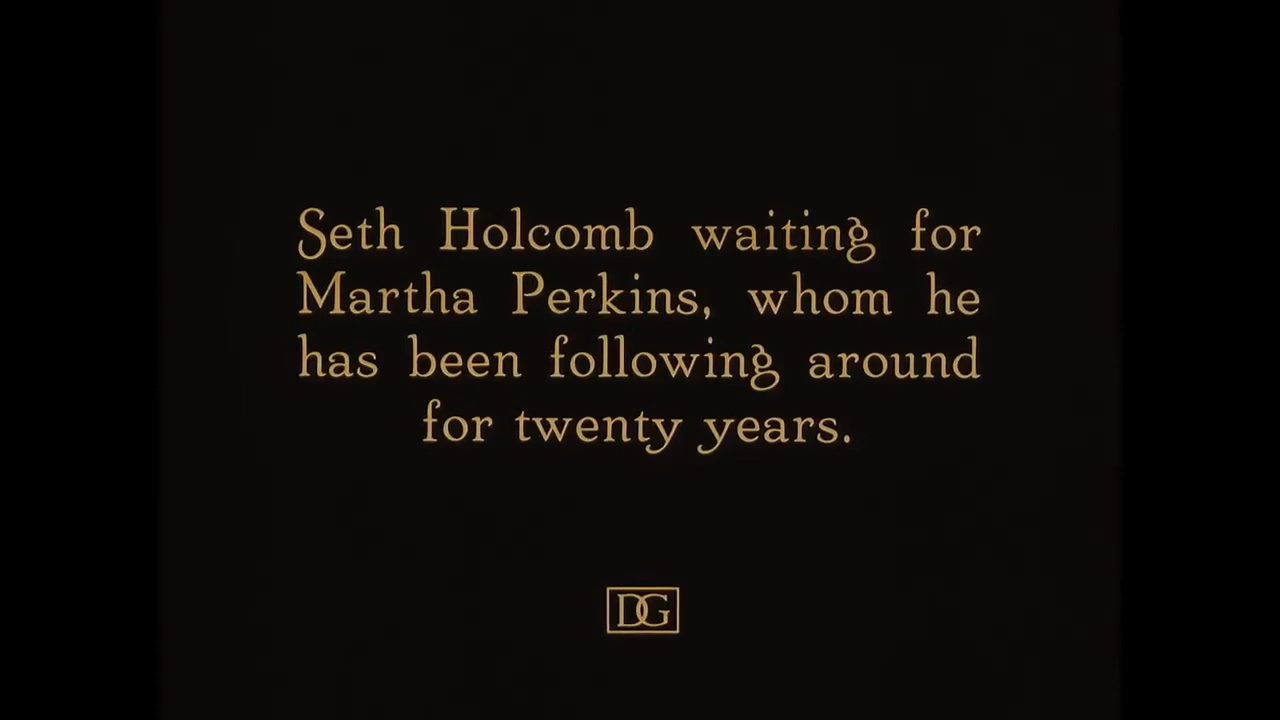 Seth Holcomb waiting for
Martha Perkins, whom he
has been following around
for twenty years.
DG